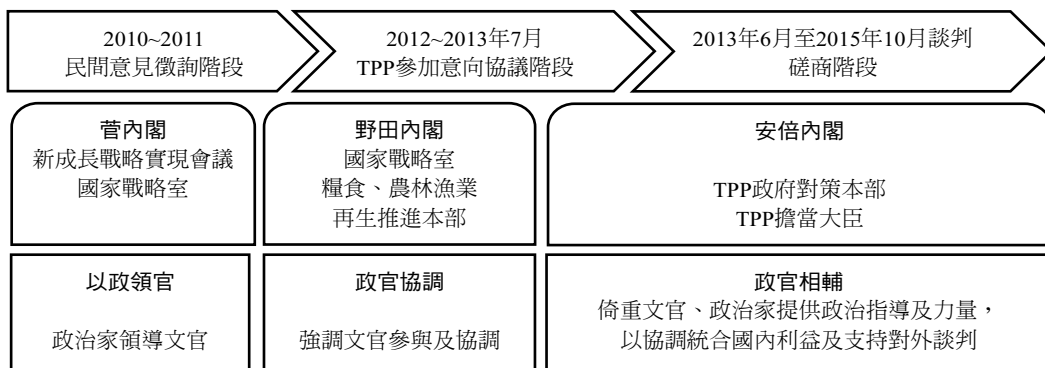 2010~2011
民間意見徵詢階段
2012~2013年7月
TPP參加意向協議階段
2013年6月至2015年10月談判
磋商階段
菅內閣
新成長戰略實現會議
國家戰略室
野田內閣
國家戰略室
糧食、農林漁業
再生推進本部
安倍內閣
TPP政府對策本部
TPP擔當大臣
以政領官
政治家領導文官
政官協調
強調文官參與及協調
政官相輔
倚重文官、政治家提供政治指導及力量，
以協調統合國內利益及支持對外談判